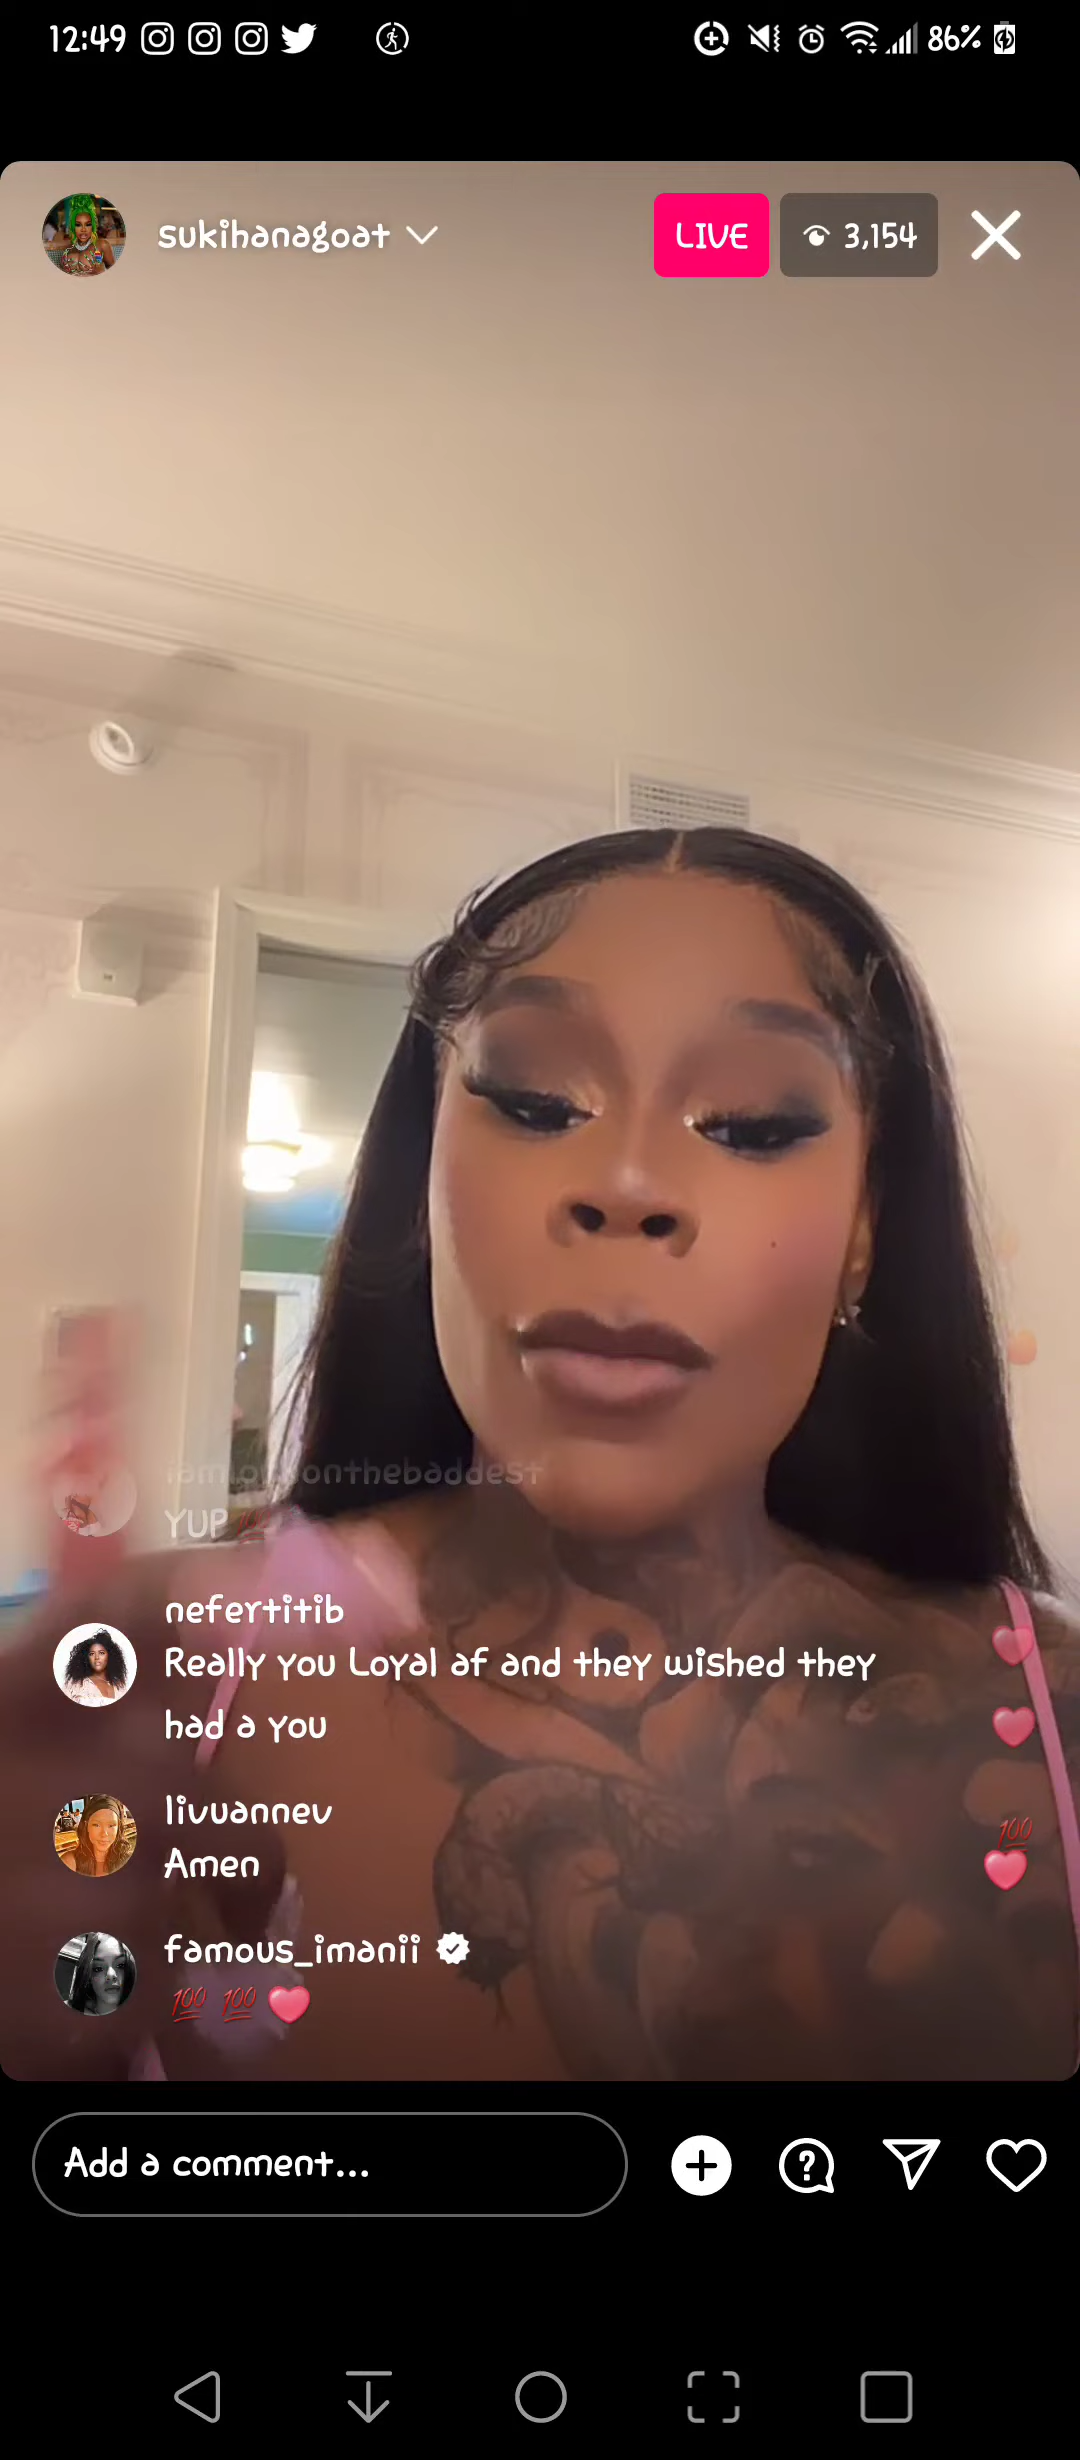 12:49
86%
sukihanagoat
LIVE
3,154
YUP 💯
nefertitib
Really you Loyal af and they wished they
had a you
livuannev
Amen
famous_imanii
💯 💯 ❤️
Add a comment...